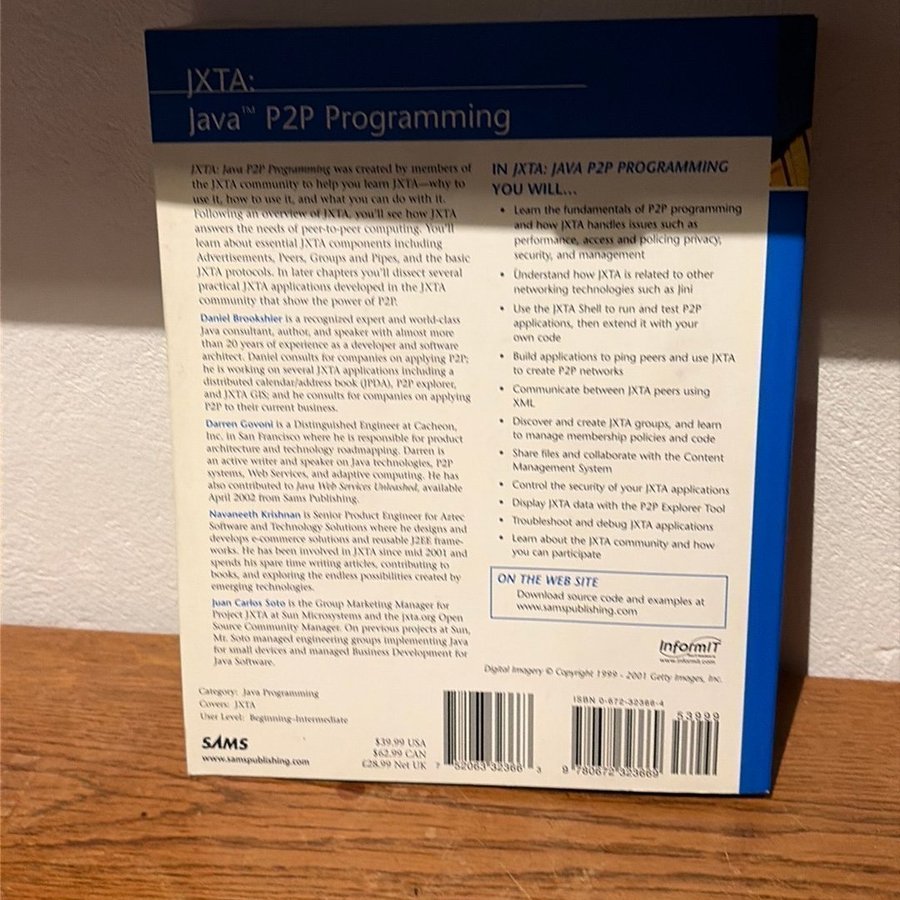 JXTA:
Java™ P2P Programming
JXTA: Java P2P Programming was created by members of
the JXTA community to help you learn JXTA—why to
use it, how to use it, and what you can do with it.
Following an overview of JXTA, you'll see how JXTA
answers the needs of peer-to-peer computing. You'll
learn about essential JXTA components including
Advertisements, Peers, Groups and Pipes, and the basic
JXTA protocols. In later chapters you'll dissect several
practical JXTA applications developed in the JXTA
community that show the power of P2P.
Daniel Brookshier is a recognized expert and world-class
Java consultant, author, and speaker with almost more
than 20 years of experience as a developer and software
architect. Daniel consults for companies on applying P2P;
he is working on several JXTA applications including a
distributed calendar/address book (JPDA), P2P explorer,
and JXTA GIS; and he consults for companies on applying
P2P to their current business.
Darren Govoni is a Distinguished Engineer at Cacheon,
Inc. in San Francisco where he is responsible for product
architecture and technology roadmapping. Darren is
an active writer and speaker on Java technologies, P2P
systems, Web Services, and adaptive computing. He has
also contributed to Java Web Services Unleashed, available
April 2002 from Sams Publishing.
Navaneeth Krishnan is Senior Product Engineer for Aztec
Software and Technology Solutions where he designs and
develops e-commerce solutions and reusable J2EE frame-
works. He has been involved in JXTA since mid 2001 and
spends his spare time writing articles, contributing to
books, and exploring the endless possibilities created by
emerging technologies.
Juan Carlos Soto is the Group Marketing Manager for
Project JXTA at Sun Microsystems and the jxta.org Open
Source Community Manager. On previous projects at Sun,
Mr. Soto managed engineering groups implementing Java
for small devices and managed Business Development for
Java Software.
Category: Java Programming
Covers: JXTA
User Level: Beginning–Intermediate
SAMS
www.samspublishing.com
$39.99 USA
$62.99 CAN
£28.99 Net UK
IN JXTA: JAVA P2P PROGRAMMING
YOU WILL...
• Learn the fundamentals of P2P programming
and how JXTA handles issues such as
performance, access and policing privacy,
security, and management
• Understand how JXTA is related to other
networking technologies such as Jini
• Use the JXTA Shell to run and test P2P
applications, then extend it with your
own code
• Build applications to ping peers and use JXTA
to create P2P networks
• Communicate between JXTA peers using
XML
• Discover and create JXTA groups, and learn
to manage membership policies and code
• Share files and collaborate with the Content
Management System
• Control the security of your JXTA applications
• Display JXTA data with the P2P Explorer Tool
• Troubleshoot and debug JXTA applications
• Learn about the JXTA community and how
you can participate
ON THE WEB SITE
Download source code and examples at
www.samspublishing.com
InformIT
www.informit.com
Digital Imagery © Copyright 1999 - 2001 Getty Images, Inc.
7 52063 32366 3
ISBN 0-672-32366-4
53999
9 780672 323669